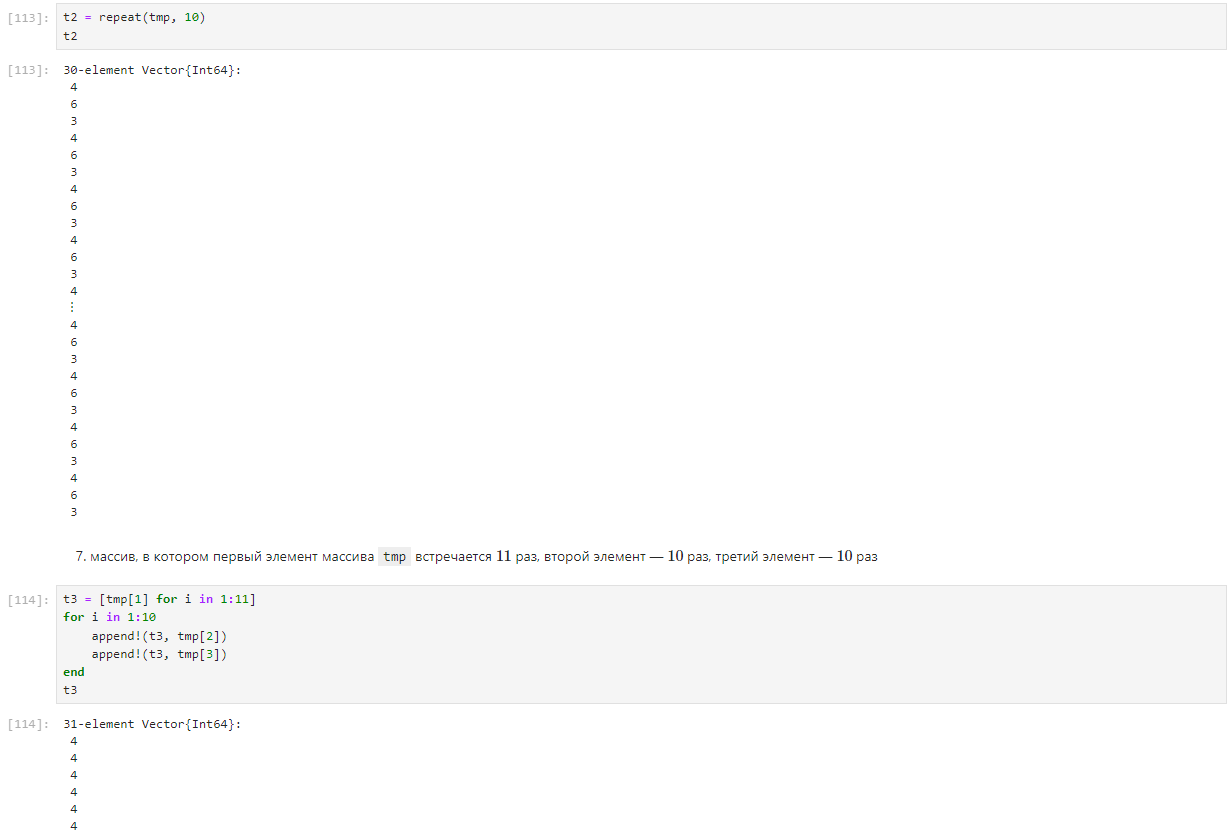 [113]: t2 = repeat(tmp, 10)
t2
[113]: 30-element Vector{Int64}:
4
6
3
4
6
3
4
6
3
4
6
3
4
⋮
4
6
3
4
6
3
4
6
3
4
6
3
7. массив, в котором первый элемент массива tmp встречается 11 раз, второй элемент — 10 раз, третий элемент — 10 раз
[114]: t3 = [tmp[1] for i in 1:11]
for i in 1:10
    append!(t3, tmp[2])
    append!(t3, tmp[3])
end
t3
[114]: 31-element Vector{Int64}:
4
4
4
4
4
4